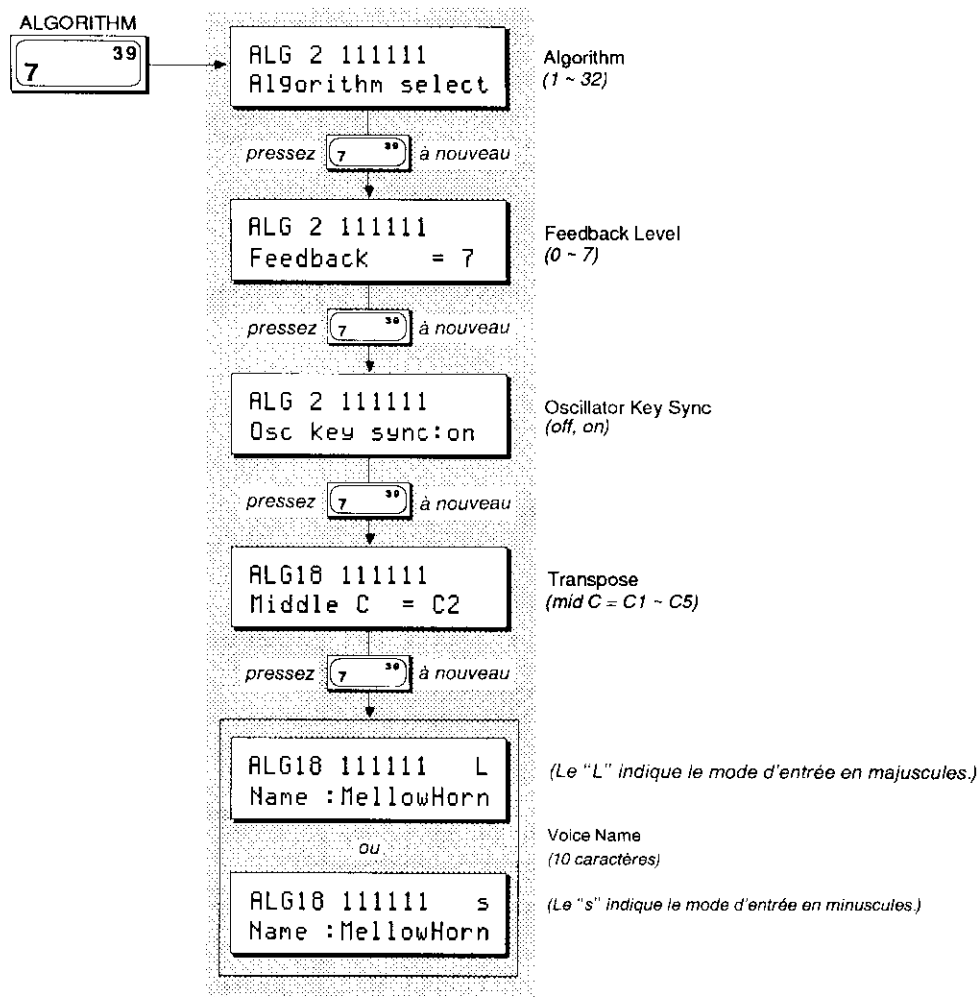 ALGORITHM
7 39
ALG 2 111111
Algorithm select
Algorithm
(1 ~ 32)
pressez 7 39 à nouveau
ALG 2 111111
Feedback = 7
Feedback Level
(0 ~ 7)
pressez 7 39 à nouveau
ALG 2 111111
Osc key sync:on
Oscillator Key Sync
(off, on)
pressez 7 39 à nouveau
ALG18 111111
Middle C = C2
Transpose
(mid C = C1 ~ C5)
pressez 7 39 à nouveau
ALG18 111111 L
Name :MellowHorn
(Le "L" indique le mode d'entrée en majuscules.)
ou
Voice Name
(10 caractères)
ALG18 111111 s
Name :MellowHorn
(Le "s" indique le mode d'entrée en minuscules.)